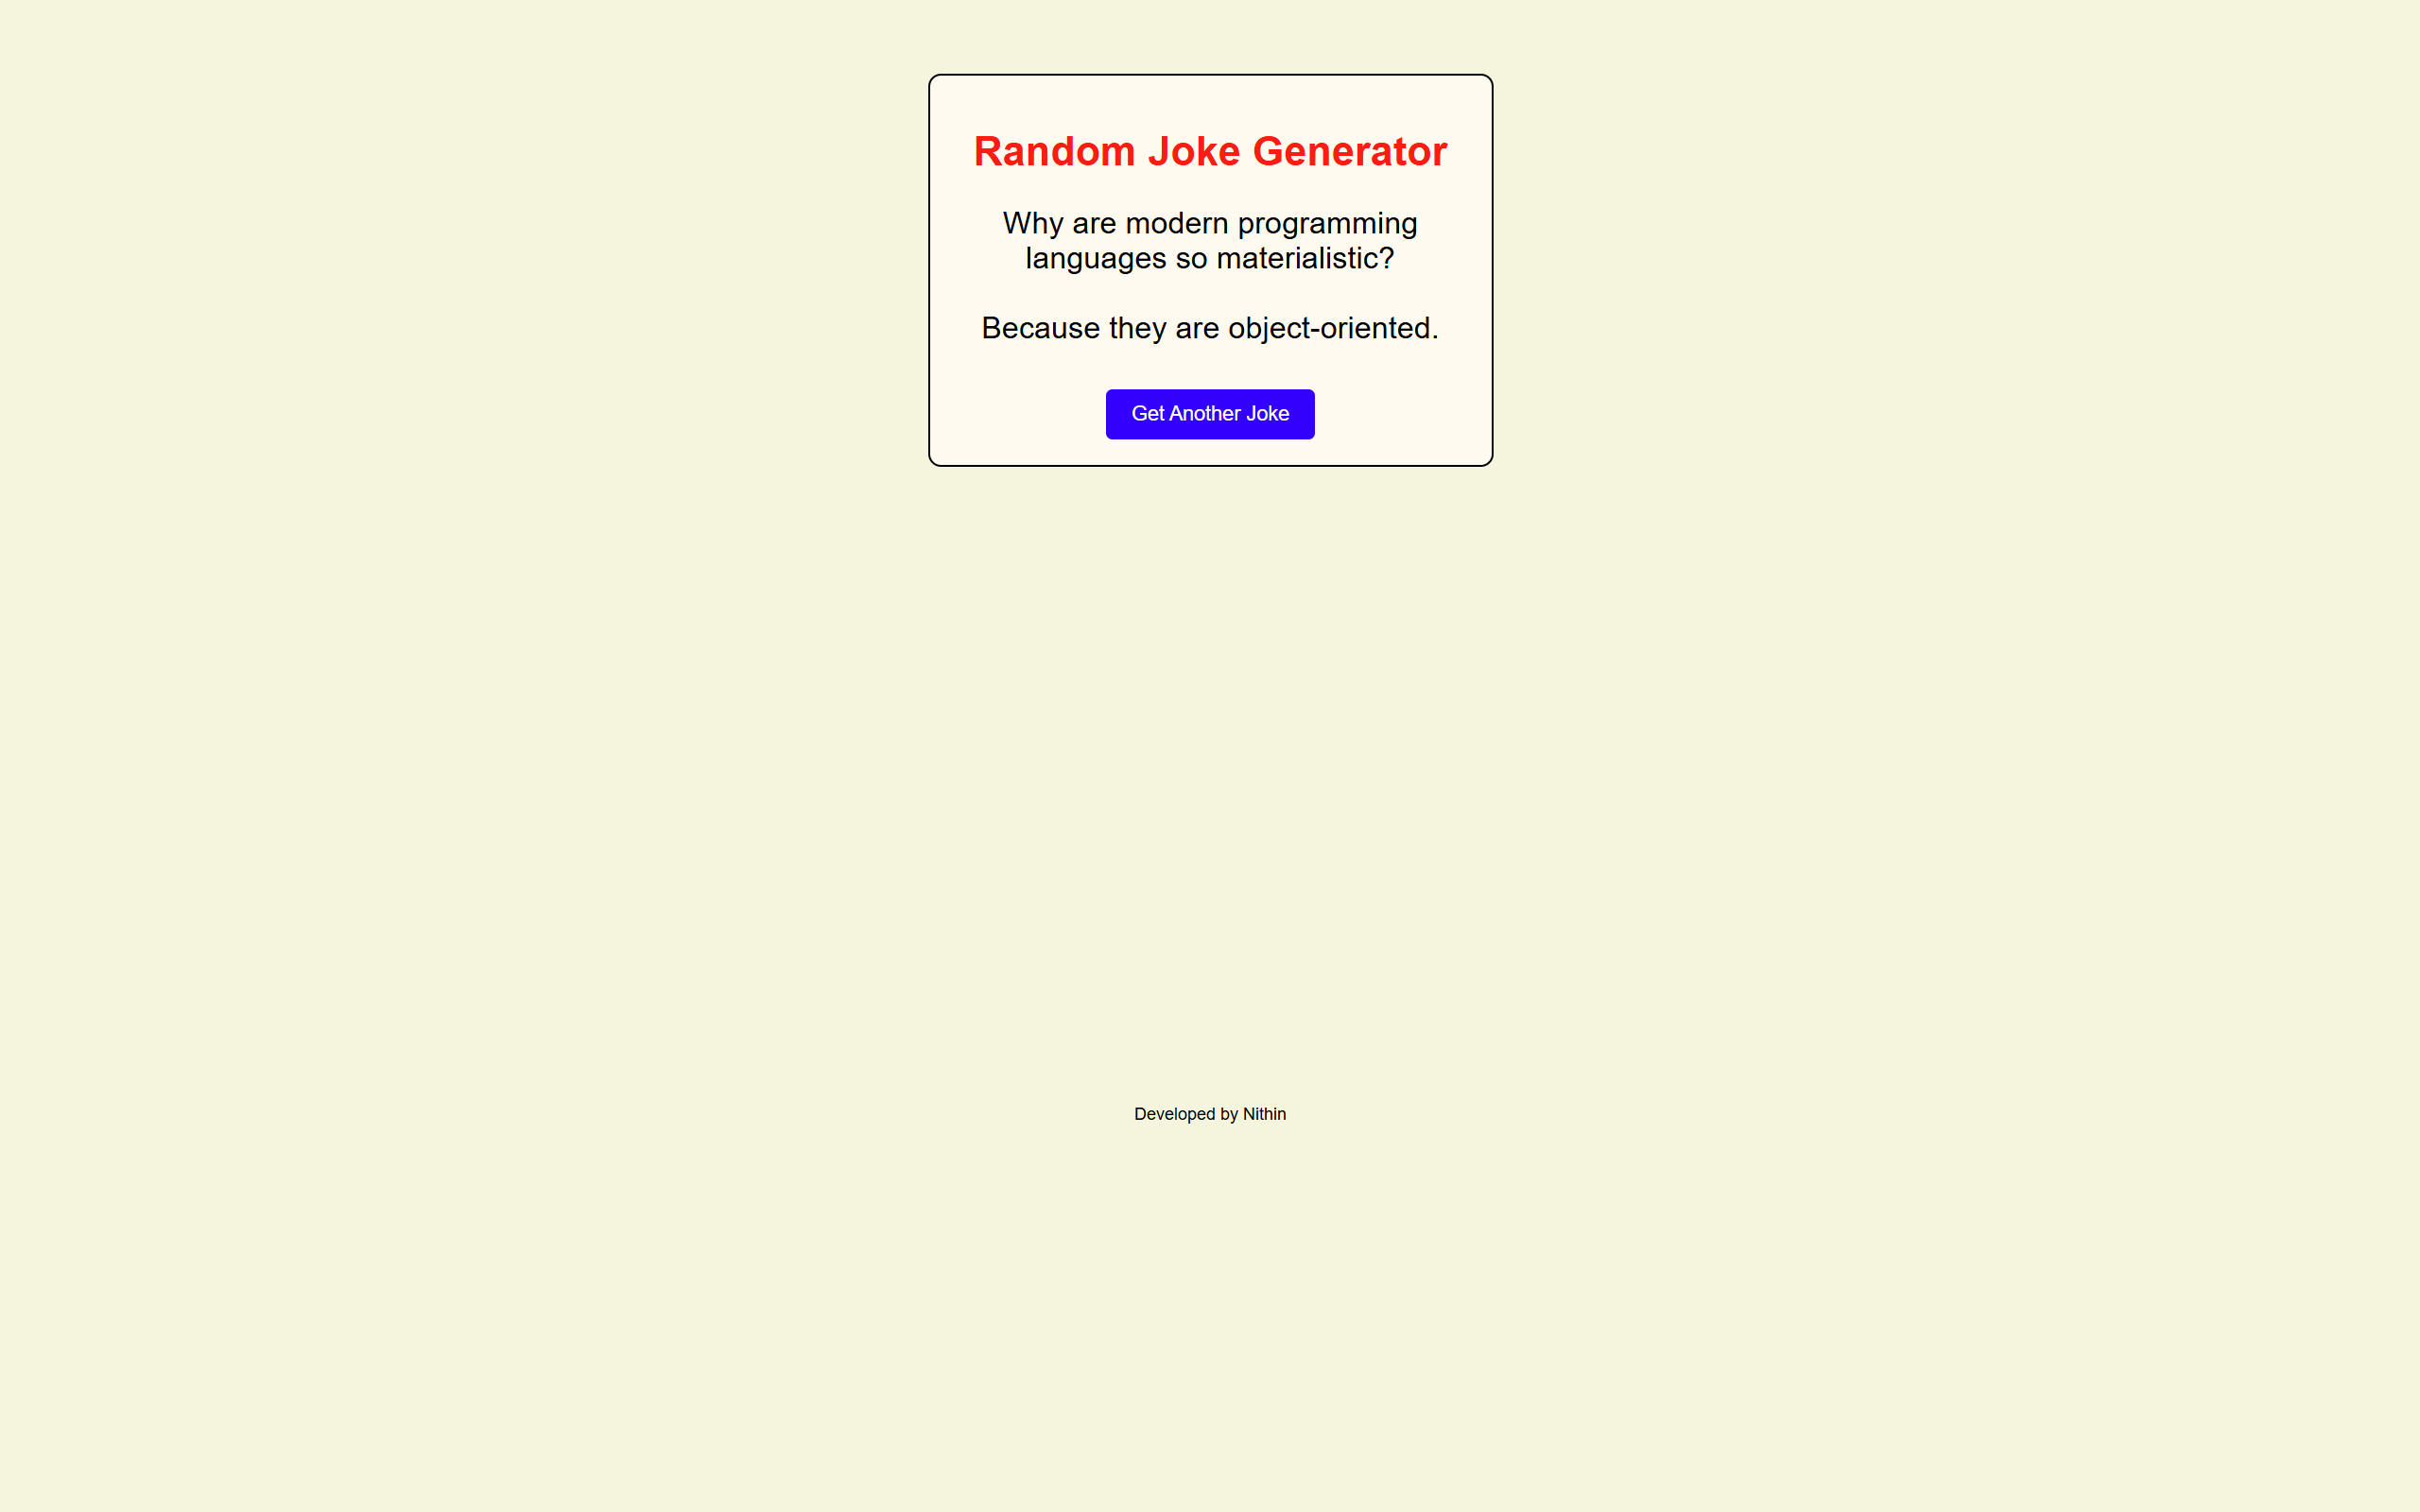 Random Joke Generator
Why are modern programming
languages so materialistic?
Because they are object-oriented.
Get Another Joke
Developed by Nithin